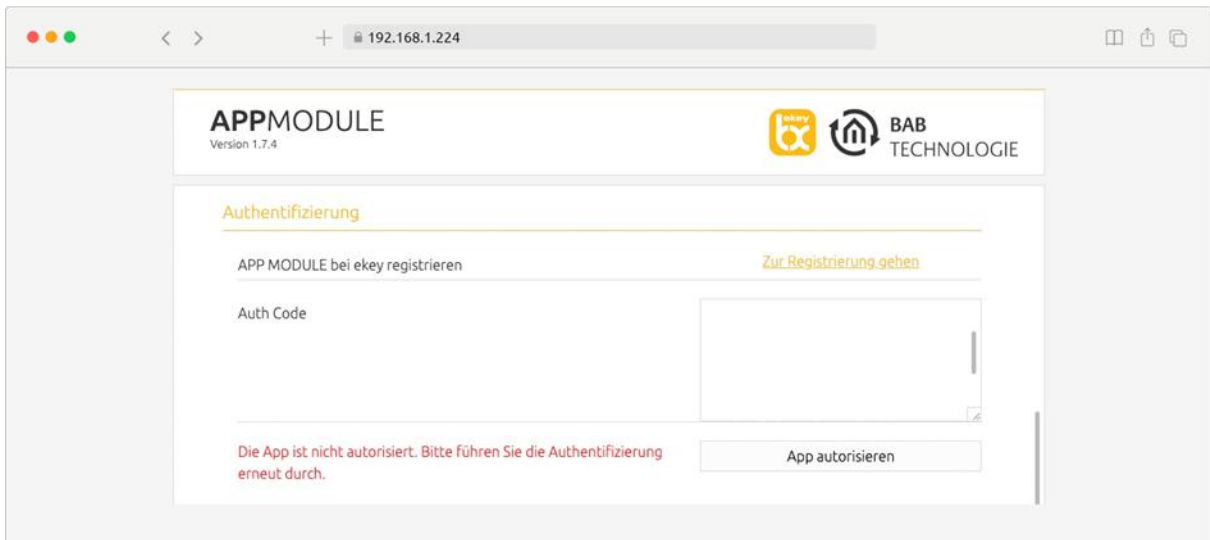 192.168.1.224
APPMODULE
Version 1.7.4
ekey
bx
BAB
TECHNOLOGIE
Authentifizierung
APP MODULE bei ekey registrieren
Zur Registrierung gehen
Auth Code
Die App ist nicht autorisiert. Bitte führen Sie die Authentifizierung
erneut durch.
App autorisieren